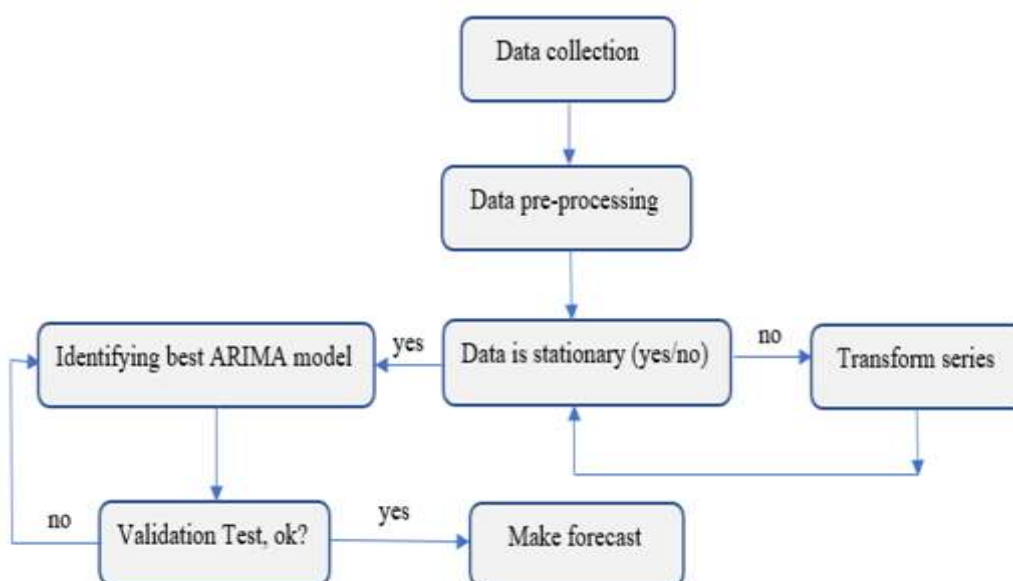 Data collection
Data pre-processing
Identifying best ARIMA model
yes
Data is stationary (yes/no)
no
Transform series
no
Validation Test, ok?
yes
Make forecast